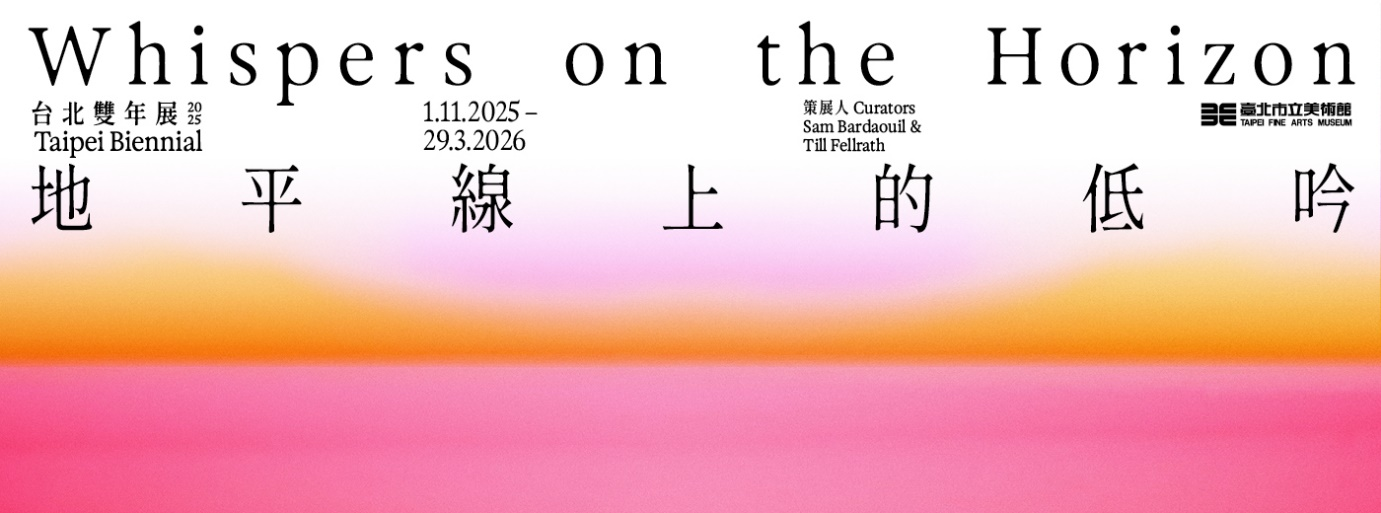 Whispers on the Horizon
台北雙年展 2025
Taipei Biennial
1.11.2025 –
29.3.2026
策展人 Curators
Sam Bardaouil &
Till Fellrath
臺北市立美術館
TAIPEI FINE ARTS MUSEUM
地平線上的低吟